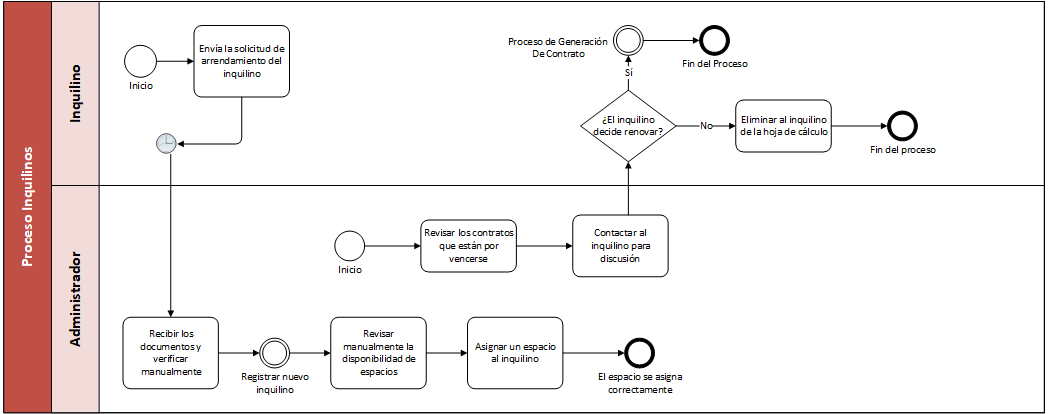 Proceso Inquilinos
Inquilino
Inicio
Envía la solicitud de
arrendamiento del
inquilino
Proceso de Generación
De Contrato
Fin del Proceso
Sí
¿El inquilino
decide renovar?
No
Eliminar al inquilino
de la hoja de cálculo
Fin del proceso
Administrador
Inicio
Revisar los contratos
que están por
vencerse
Contactar al
inquilino para
discusión
Recibir los
documentos y
verificar
manualmente
Registrar nuevo
inquilino
Revisar
manualmente la
disponibilidad de
espacios
Asignar un espacio
al inquilino
El espacio se asigna
correctamente